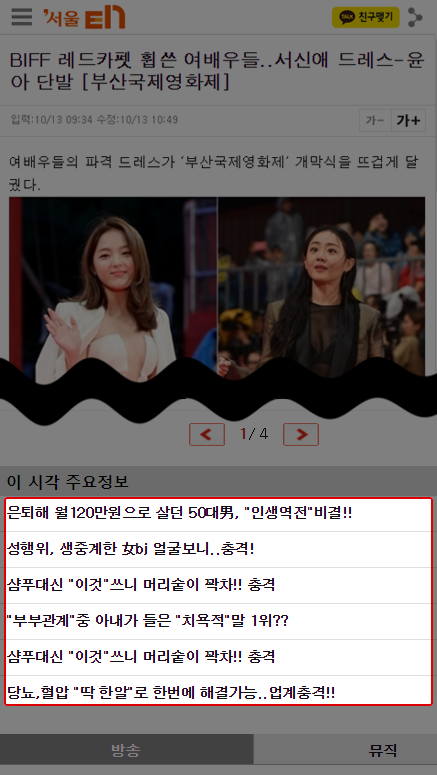 '서울 En
TALK 친구맺기
BIFF 레드카펫 휩쓴 여배우들..서신애 드레스-윤
아 단발 [부산국제영화제]
입력:10/13 09:34 수정:10/13 10:49
가- 가+
여배우들의 파격 드레스가 '부산국제영화제' 개막식을 뜨겁게 달
궜다.
< 1/ 4 >
이 시각 주요정보
은퇴해 월120만원으로 살던 50대男, "인생역전"비결!!
성행위, 생중계한 女bj 얼굴보니..충격!
샴푸대신 "이것"쓰니 머리숱이 꽉차!! 충격
"부부관계"중 아내가 들은 "치욕적"말 1위??
샴푸대신 "이것"쓰니 머리숱이 꽉차!! 충격
당뇨,혈압 "딱 한알"로 한번에 해결가능..업계충격!!
방송 뮤직